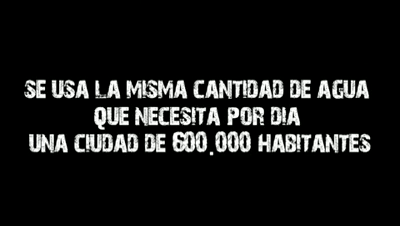 SE USA LA MISMA CANTIDAD DE AGUA
QUE NECESITA POR DIA
UNA CIUDAD DE 600.000 HABITANTES